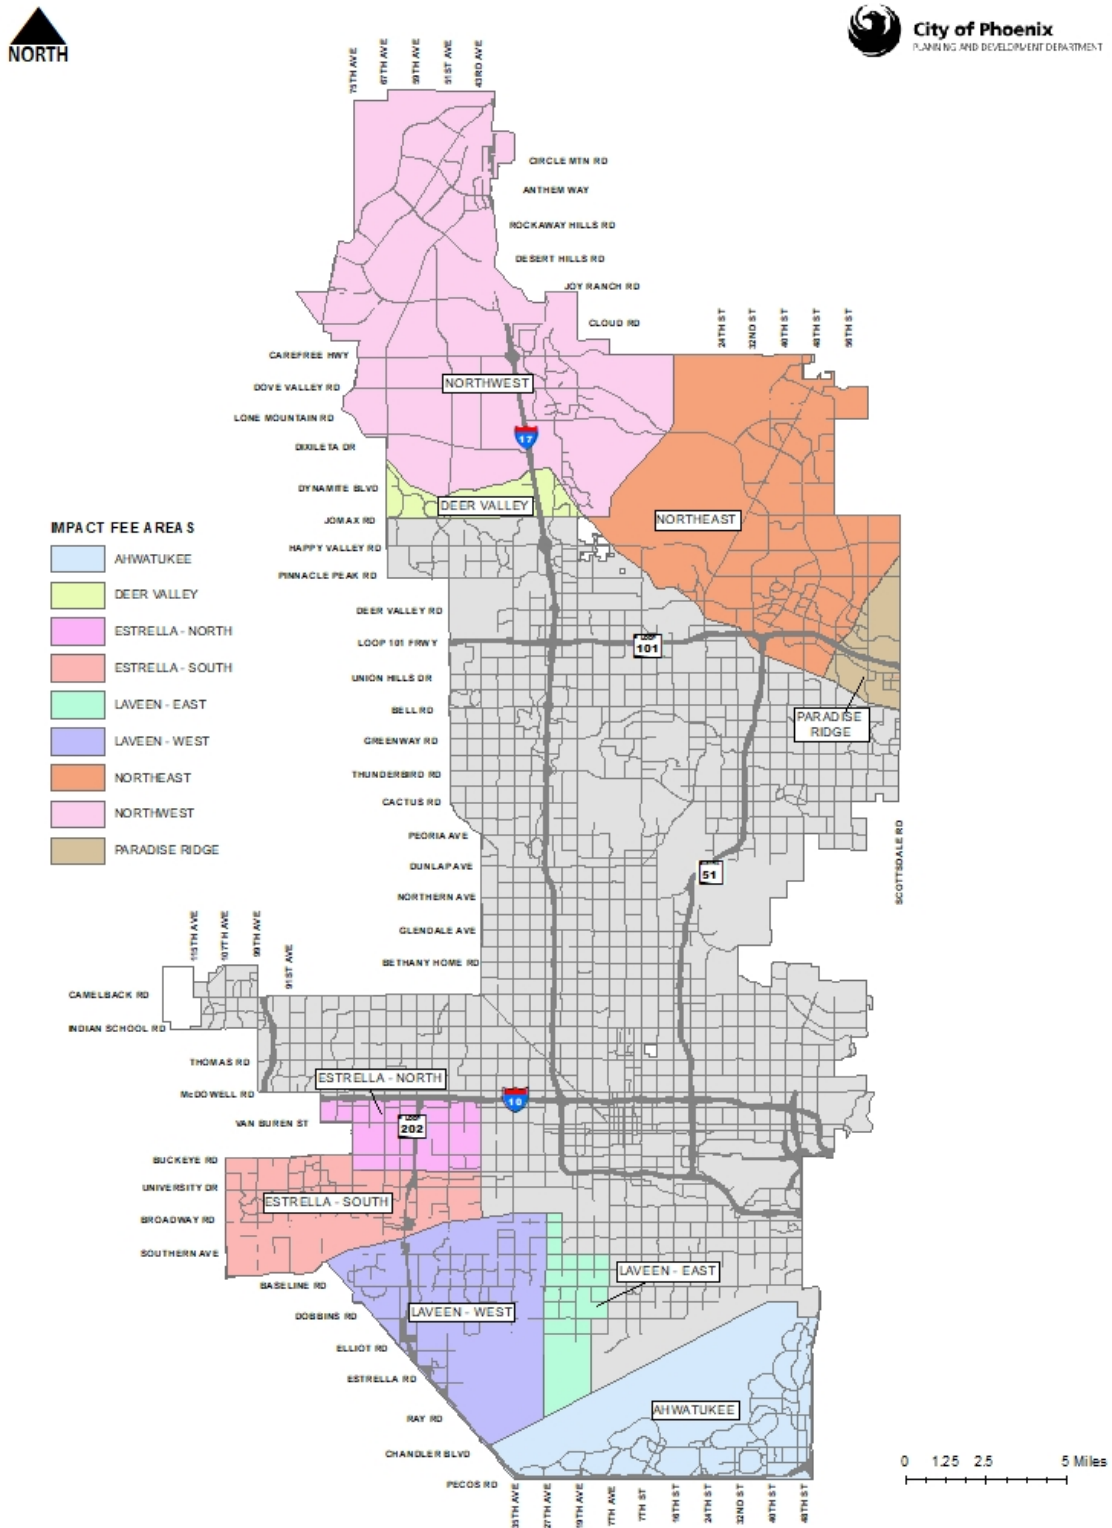 NORTH
City of Phoenix
PLANNING AND DEVELOPMENT DEPARTMENT
75TH AVE
67TH AVE
59TH AVE
51ST AVE
43RD AVE
CIRCLE MTN RD
ANTHEM WAY
ROCKAWAY HILLS RD
DESERT HILLS RD
JOY RANCH RD
CLOUD RD
24TH ST
32ND ST
40TH ST
48TH ST
56TH ST
CAREFREE HWY
DOVE VALLEY RD
LONE MOUNTAIN RD
DIXILETA DR
DYNAMITE BLVD
JOMAX RD
HAPPY VALLEY RD
PINNACLE PEAK RD
DEER VALLEY RD
LOOP 101 FRWY
UNION HILLS DR
BELL RD
GREENWAY RD
THUNDERBIRD RD
CACTUS RD
PEORIA AVE
DUNLAP AVE
NORTHERN AVE
GLENDALE AVE
BETHANY HOME RD
NORTHWEST
17
DEER VALLEY
NORTHEAST
LOOP
101
PARADISE
RIDGE
51
SCOTTSDALE RD
IMPACT FEE AREAS
AHWATUKEE
DEER VALLEY
ESTRELLA - NORTH
ESTRELLA - SOUTH
LAVEEN - EAST
LAVEEN - WEST
NORTHEAST
NORTHWEST
PARADISE RIDGE
115TH AVE
107TH AVE
99TH AVE
91ST AVE
CAMELBACK RD
INDIAN SCHOOL RD
THOMAS RD
McDOWELL RD
VAN BUREN ST
BUCKEYE RD
UNIVERSITY DR
BROADWAY RD
SOUTHERN AVE
BASELINE RD
DOBBINS RD
ELLIOT RD
ESTRELLA RD
RAY RD
CHANDLER BLVD
PECOS RD
ESTRELLA - NORTH
10
LOOP
202
ESTRELLA - SOUTH
LAVEEN - EAST
LAVEEN - WEST
AHWATUKEE
35TH AVE
27TH AVE
19TH AVE
7TH AVE
7TH ST
16TH ST
24TH ST
32ND ST
40TH ST
48TH ST
0 1.25 2.5 5 Miles